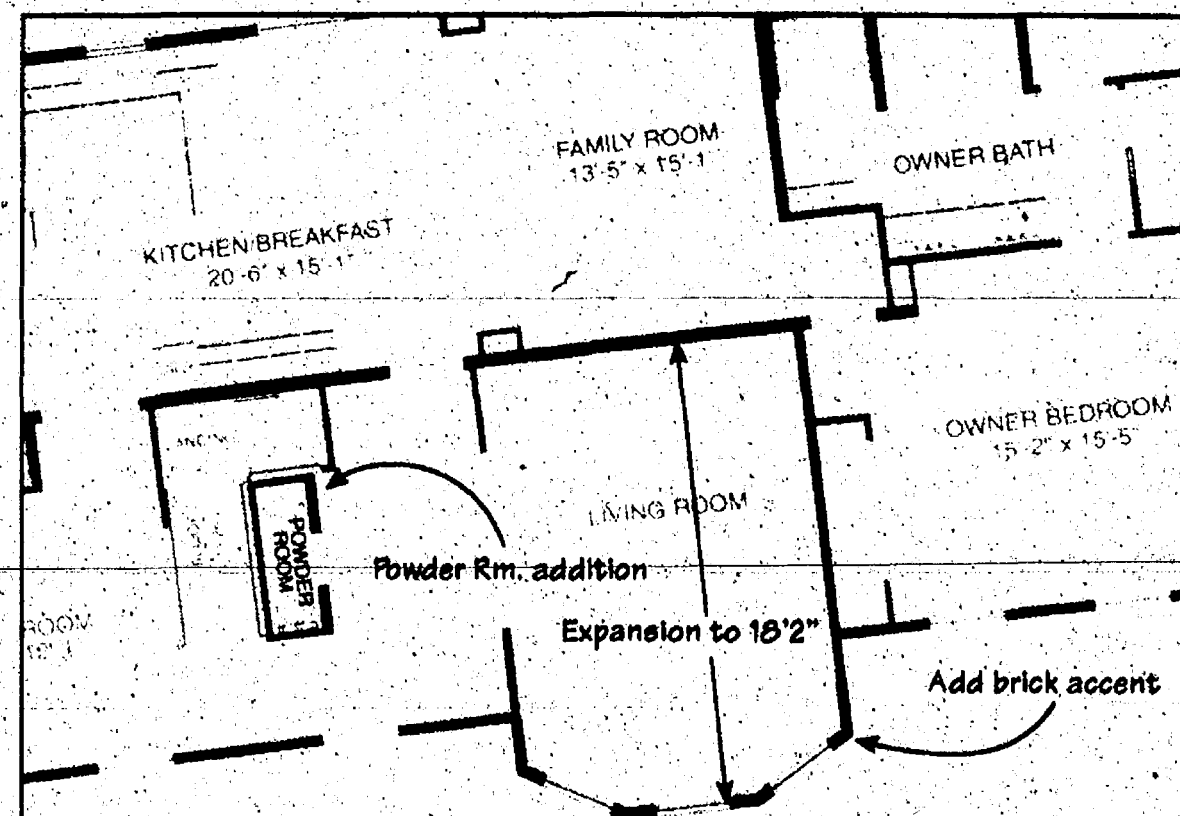 FAMILY ROOM
13'-5" x 15'-1
OWNER BATH
KITCHEN/BREAKFAST
20'-6" x 15'-1"
OWNER BEDROOM
15'-2" x 15'-5"
LIVING ROOM
POWDER
ROOM
Powder Rm. addition
Expansion to 18'2"
ROOM
Add brick accent